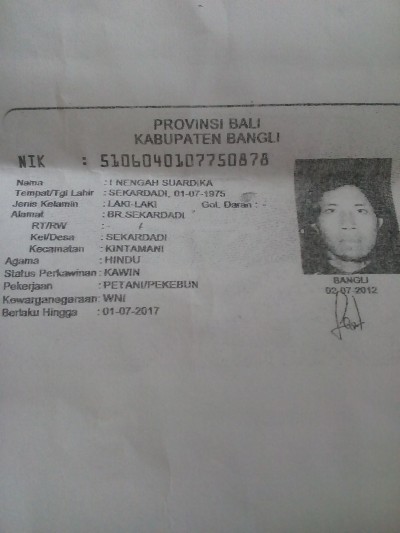 PROVINSI BALI
KABUPATEN BANGLI
NIK : 5106040107750878
Nama : I NENGAH SUARDIKA
Tempat/Tgl Lahir : SEKARDADI, 01-07-1975
Jenis Kelamin : LAKI-LAKI Gol. Darah : -
Alamat : BR.SEKARDADI
RT/RW : - /
Kel/Desa : SEKARDADI
Kecamatan : KINTAMANI
Agama : HINDU
Status Perkawinan : KAWIN
Pekerjaan : PETANI/PEKEBUN
Kewarganegaraan: WNI
Berlaku Hingga : 01-07-2017
BANGLI
02-07-2012